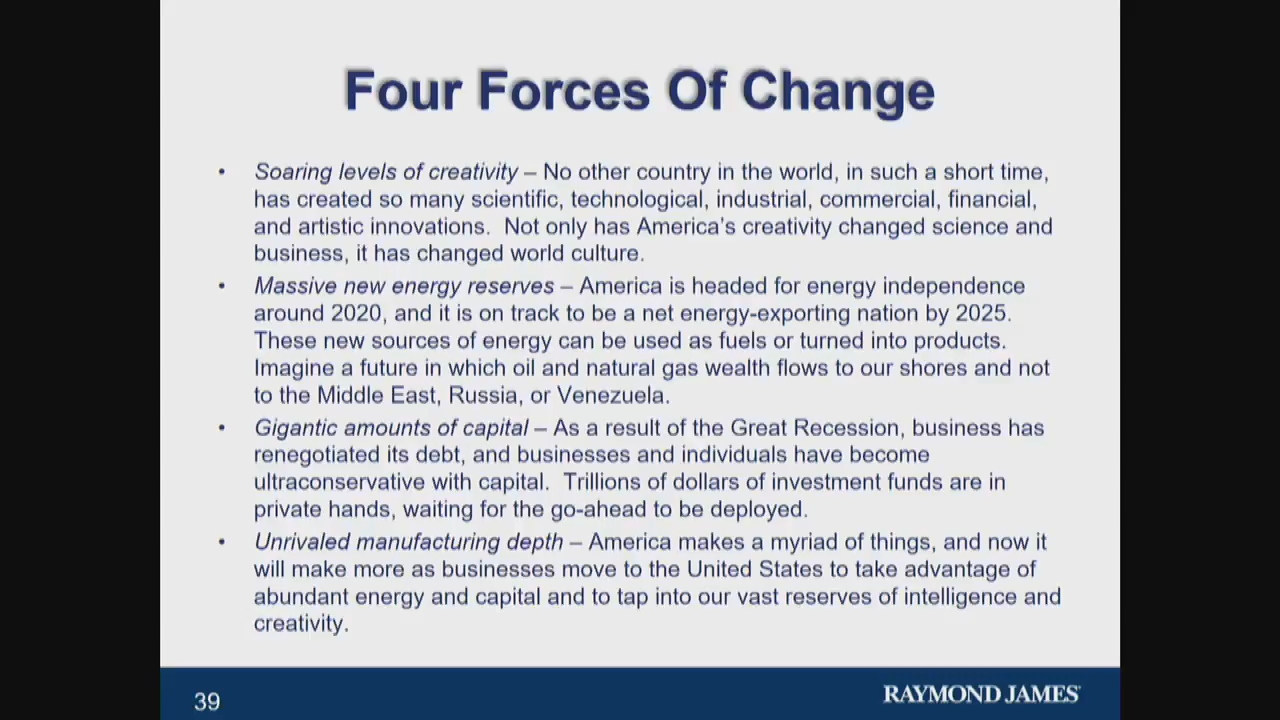 Four Forces Of Change
• Soaring levels of creativity – No other country in the world, in such a short time,
has created so many scientific, technological, industrial, commercial, financial,
and artistic innovations.  Not only has America's creativity changed science and
business, it has changed world culture.
• Massive new energy reserves – America is headed for energy independence
around 2020, and it is on track to be a net energy-exporting nation by 2025.
These new sources of energy can be used as fuels or turned into products.
Imagine a future in which oil and natural gas wealth flows to our shores and not
to the Middle East, Russia, or Venezuela.
• Gigantic amounts of capital – As a result of the Great Recession, business has
renegotiated its debt, and businesses and individuals have become
ultraconservative with capital.  Trillions of dollars of investment funds are in
private hands, waiting for the go-ahead to be deployed.
• Unrivaled manufacturing depth – America makes a myriad of things, and now it
will make more as businesses move to the United States to take advantage of
abundant energy and capital and to tap into our vast reserves of intelligence and
creativity.
39
RAYMOND JAMES®